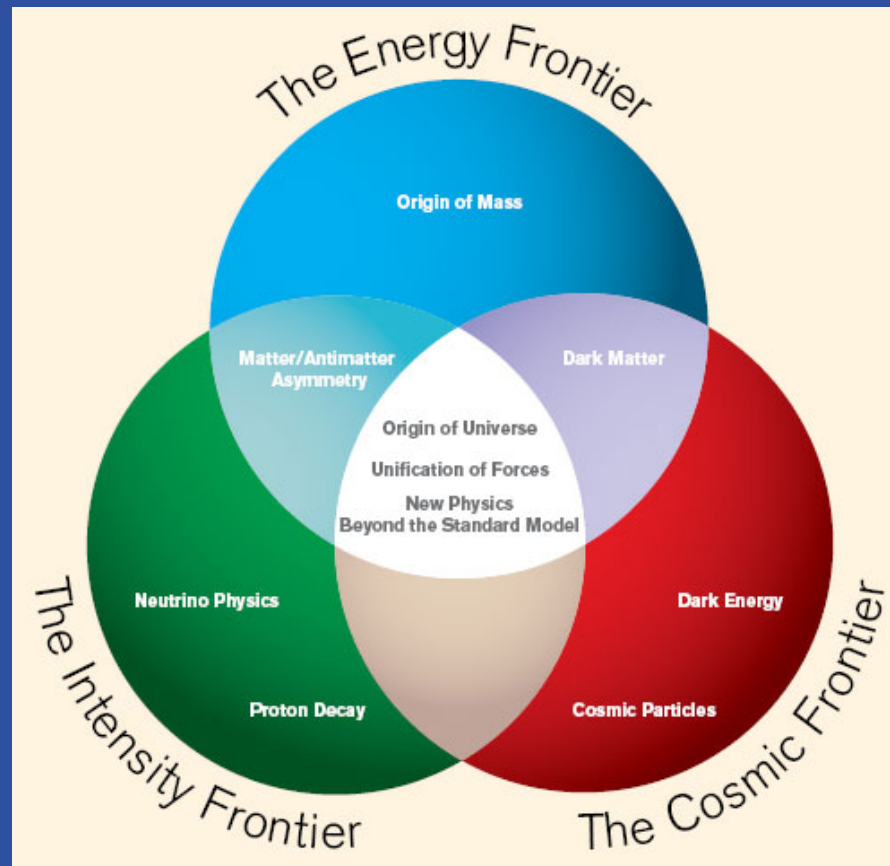 The Energy Frontier
Origin of Mass
Matter/Antimatter
Asymmetry
Dark Matter
Origin of Universe
Unification of Forces
New Physics
Beyond the Standard Model
Neutrino Physics
Dark Energy
Proton Decay
Cosmic Particles
The Intensity Frontier
The Cosmic Frontier